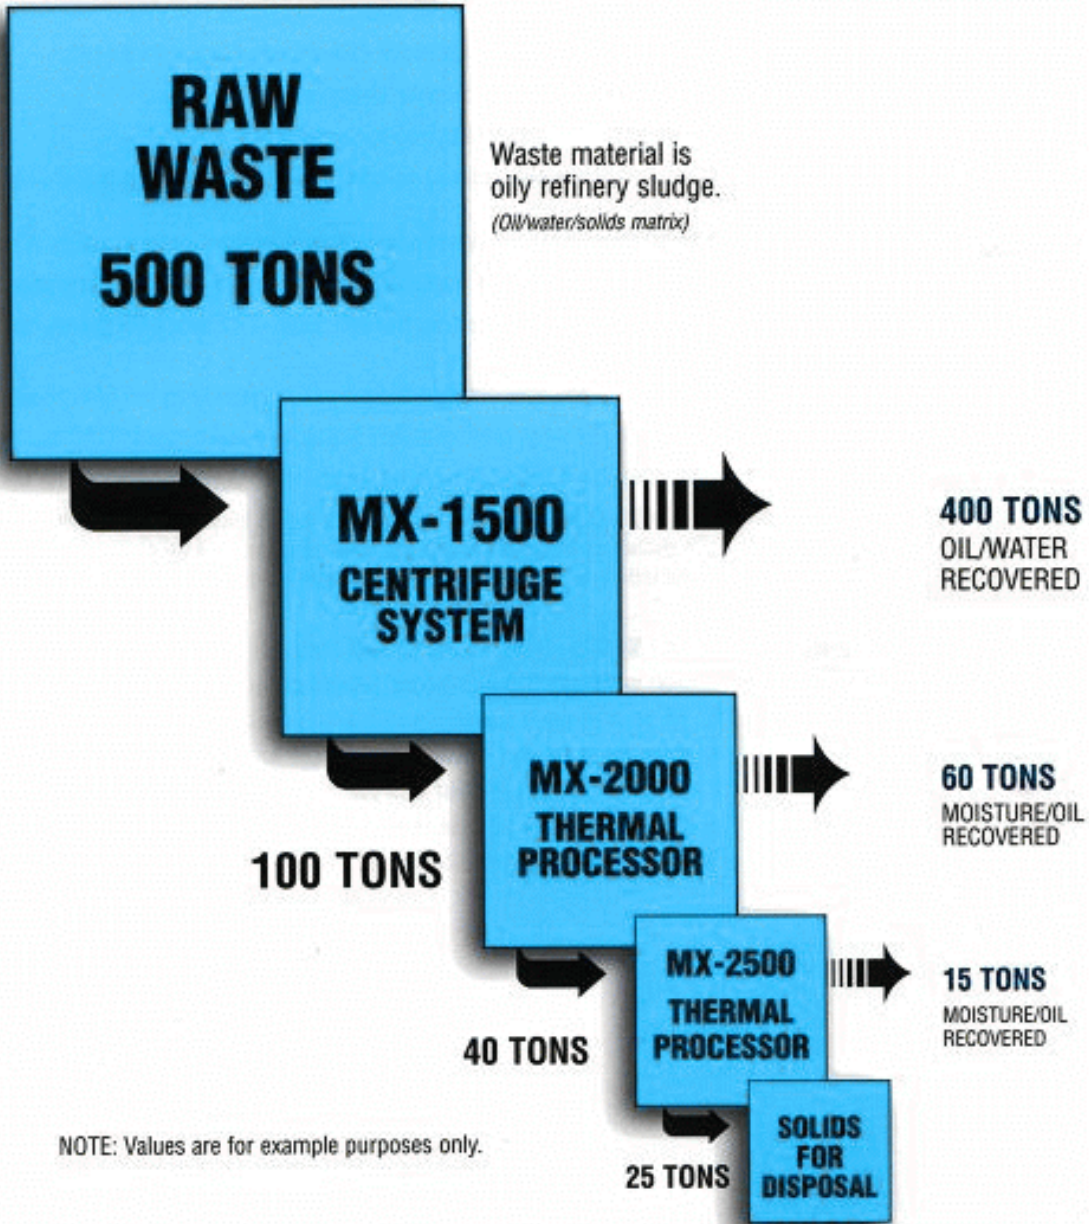 RAW
WASTE
500 TONS
Waste material is
oily refinery sludge.
(Oil/water/solids matrix)
MX-1500
CENTRIFUGE
SYSTEM
400 TONS
OIL/WATER
RECOVERED
100 TONS
MX-2000
THERMAL
PROCESSOR
60 TONS
MOISTURE/OIL
RECOVERED
40 TONS
MX-2500
THERMAL
PROCESSOR
15 TONS
MOISTURE/OIL
RECOVERED
25 TONS
SOLIDS
FOR
DISPOSAL
NOTE: Values are for example purposes only.